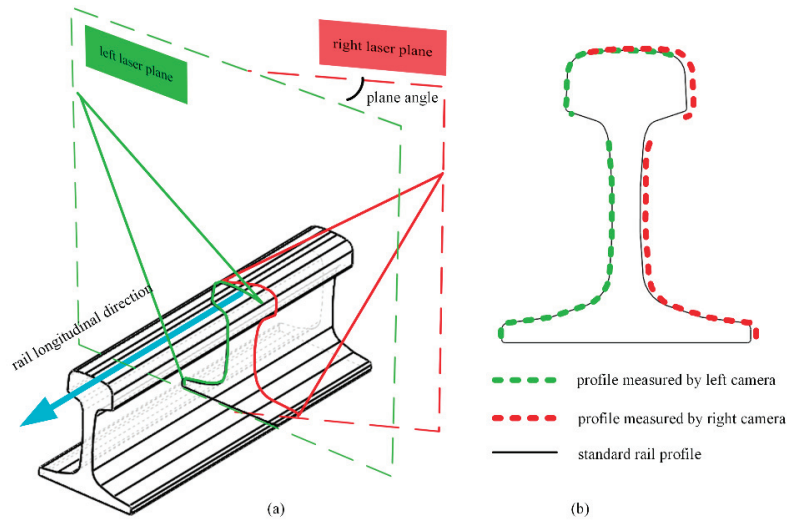 left laser plane
right laser plane
plane angle
rail longitudinal direction
profile measured by left camera
profile measured by right camera
standard rail profile
(a)
(b)